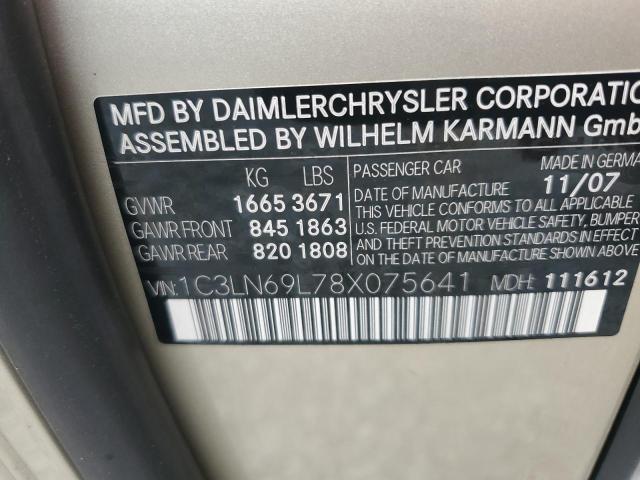 MFD BY DAIMLERCHRYSLER CORPORATIO
ASSEMBLED BY WILHELM KARMANN Gmb
KG LBS
GVWR 1665 3671
GAWR FRONT 845 1863
GAWR REAR 820 1808
PASSENGER CAR MADE IN GERMA
DATE OF MANUFACTURE 11/07
THIS VEHICLE CONFORMS TO ALL APPLICABLE
U.S. FEDERAL MOTOR VEHICLE SAFETY, BUMPER
AND THEFT PREVENTION STANDARDS IN EFFECT
ON THE DATE OF MANUFACTURE SHOWN ABOVE.
VIN: 1C3LN69L78X075641 MDH: 111612